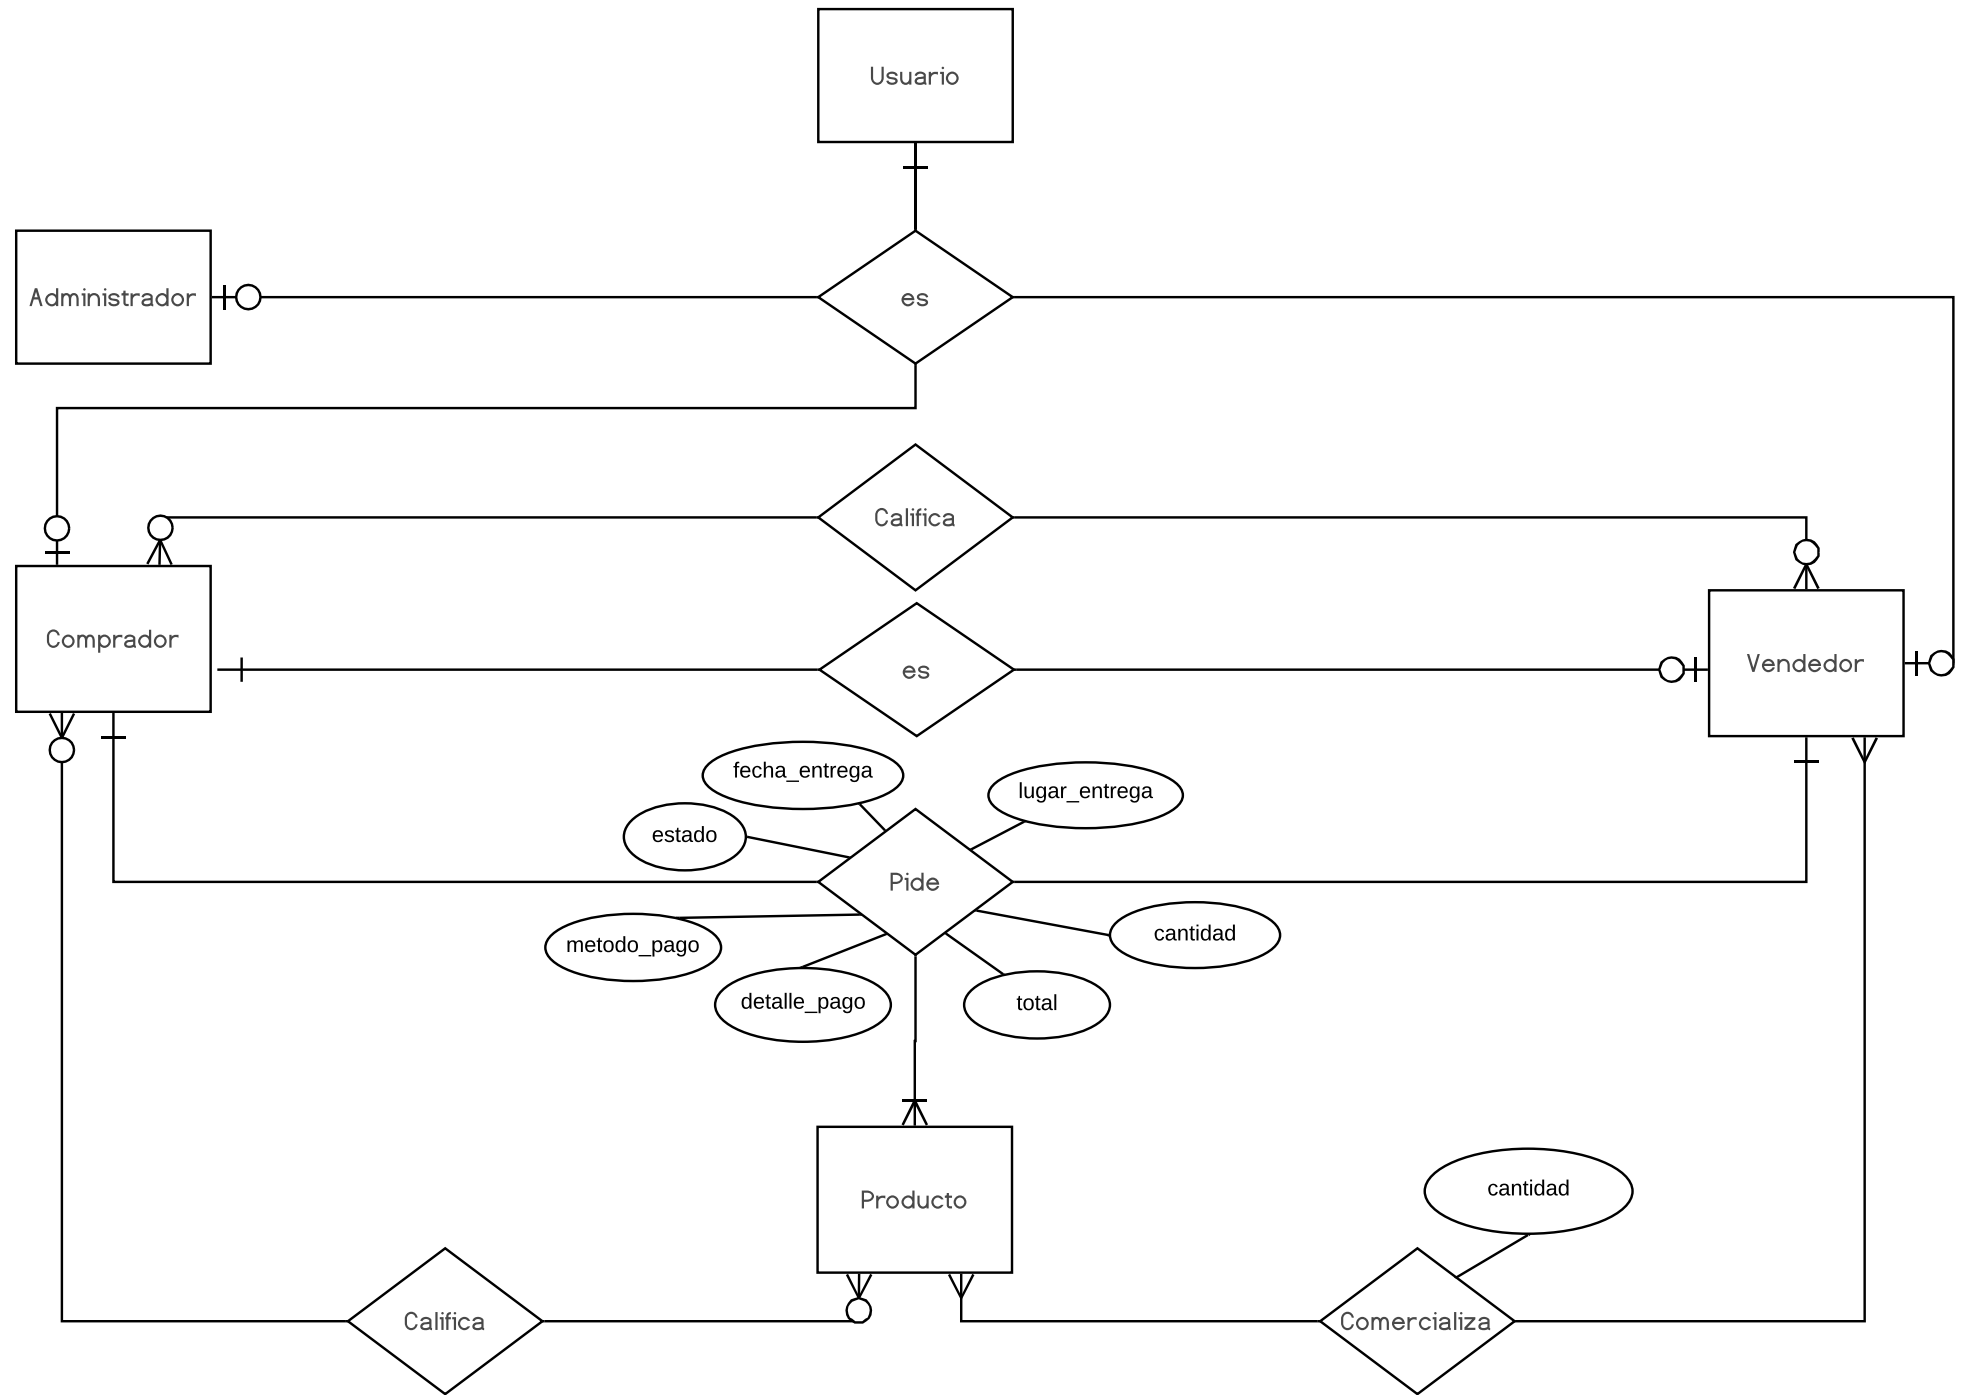 Usuario
Administrador
es
Califica
Comprador
es
Vendedor
fecha_entrega
lugar_entrega
estado
Pide
metodo_pago
cantidad
detalle_pago
total
Producto
cantidad
Califica
Comercializa